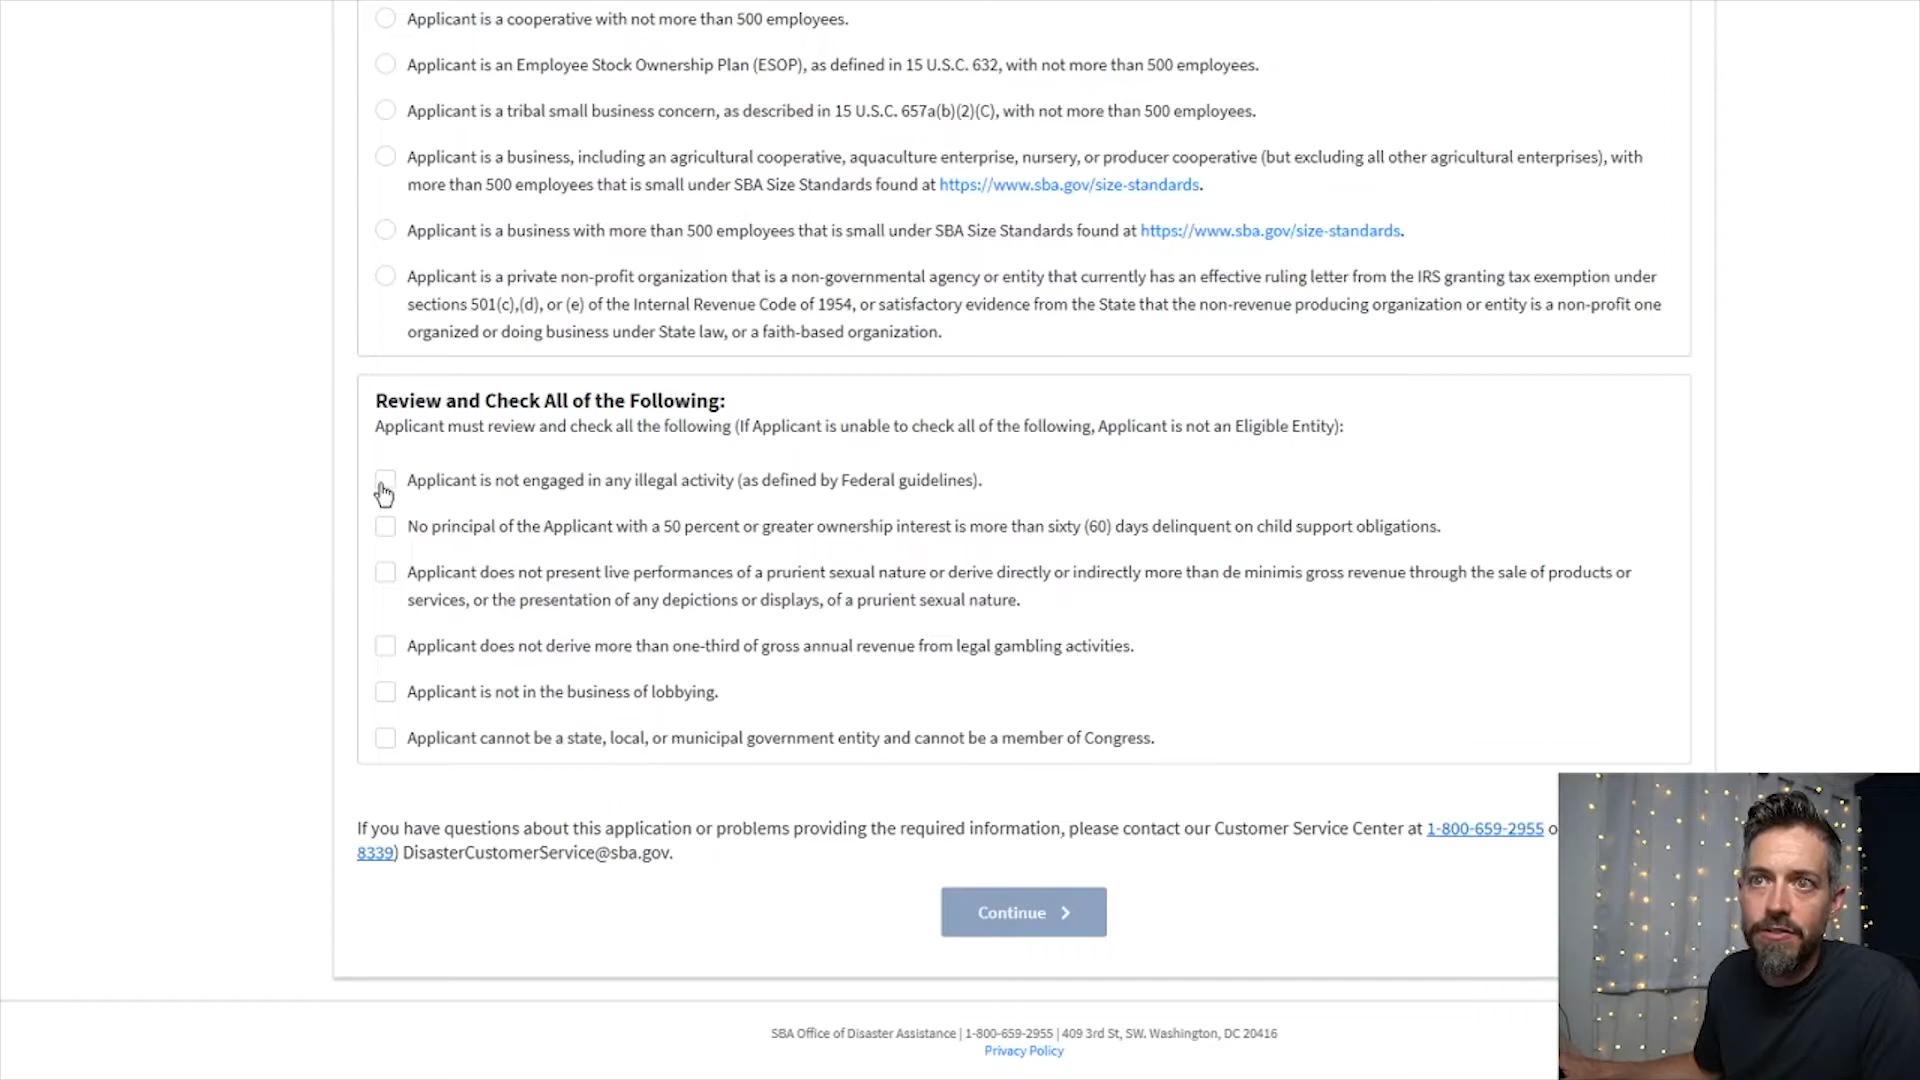 Applicant is a cooperative with not more than 500 employees.
Applicant is an Employee Stock Ownership Plan (ESOP), as defined in 15 U.S.C. 632, with not more than 500 employees.
Applicant is a tribal small business concern, as described in 15 U.S.C. 657a(b)(2)(C), with not more than 500 employees.
Applicant is a business, including an agricultural cooperative, aquaculture enterprise, nursery, or producer cooperative (but excluding all other agricultural enterprises), with
more than 500 employees that is small under SBA Size Standards found at https://www.sba.gov/size-standards.
Applicant is a business with more than 500 employees that is small under SBA Size Standards found at https://www.sba.gov/size-standards.
Applicant is a private non-profit organization that is a non-governmental agency or entity that currently has an effective ruling letter from the IRS granting tax exemption under
sections 501(c),(d), or (e) of the Internal Revenue Code of 1954, or satisfactory evidence from the State that the non-revenue producing organization or entity is a non-profit one
organized or doing business under State law, or a faith-based organization.
Review and Check All of the Following:
Applicant must review and check all the following (If Applicant is unable to check all of the following, Applicant is not an Eligible Entity):
Applicant is not engaged in any illegal activity (as defined by Federal guidelines).
No principal of the Applicant with a 50 percent or greater ownership interest is more than sixty (60) days delinquent on child support obligations.
Applicant does not present live performances of a prurient sexual nature or derive directly or indirectly more than de minimis gross revenue through the sale of products or
services, or the presentation of any depictions or displays, of a prurient sexual nature.
Applicant does not derive more than one-third of gross annual revenue from legal gambling activities.
Applicant is not in the business of lobbying.
Applicant cannot be a state, local, or municipal government entity and cannot be a member of Congress.
If you have questions about this application or problems providing the required information, please contact our Customer Service Center at 1-800-659-2955 o
8339) DisasterCustomerService@sba.gov.
Continue
SBA Office of Disaster Assistance | 1-800-659-2955 | 409 3rd St, SW. Washington, DC 20416
Privacy Policy